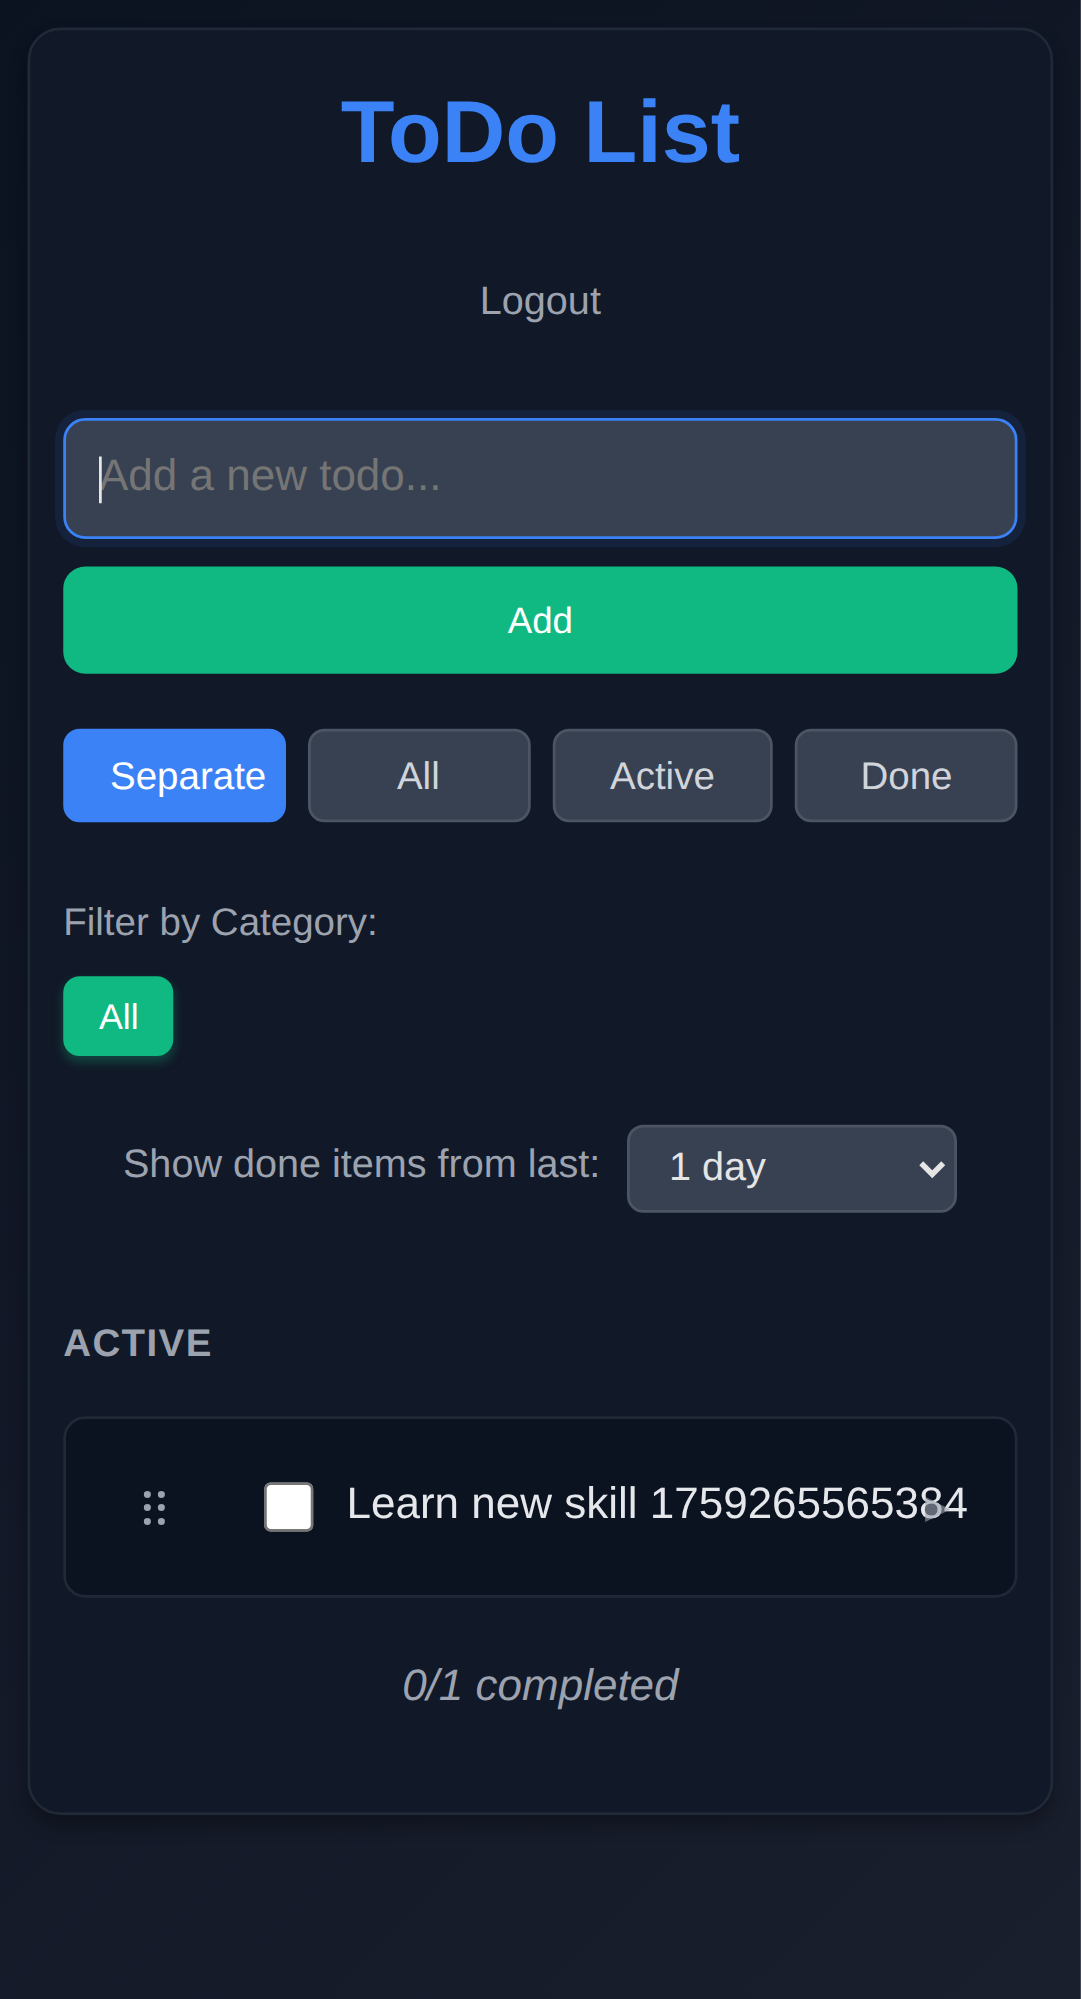 ToDo List
Logout
Add a new todo...
Add
Separate All Active Done
Filter by Category:
All
Show done items from last: 1 day
ACTIVE
Learn new skill 1759265565384
0/1 completed